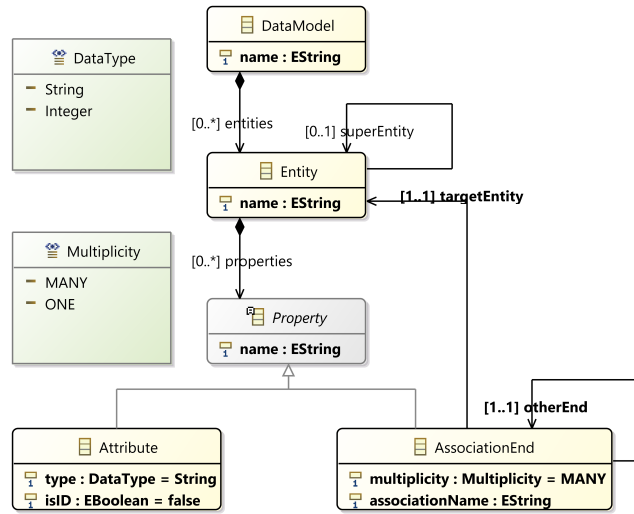 DataModel
name : EString
DataType
String
Integer
[0..*] entities
[0..1] superEntity
Entity
name : EString
[1..1] targetEntity
Multiplicity
MANY
ONE
[0..*] properties
Property
name : EString
[1..1] otherEnd
Attribute
type : DataType = String
isID : EBoolean = false
AssociationEnd
multiplicity : Multiplicity = MANY
associationName : EString